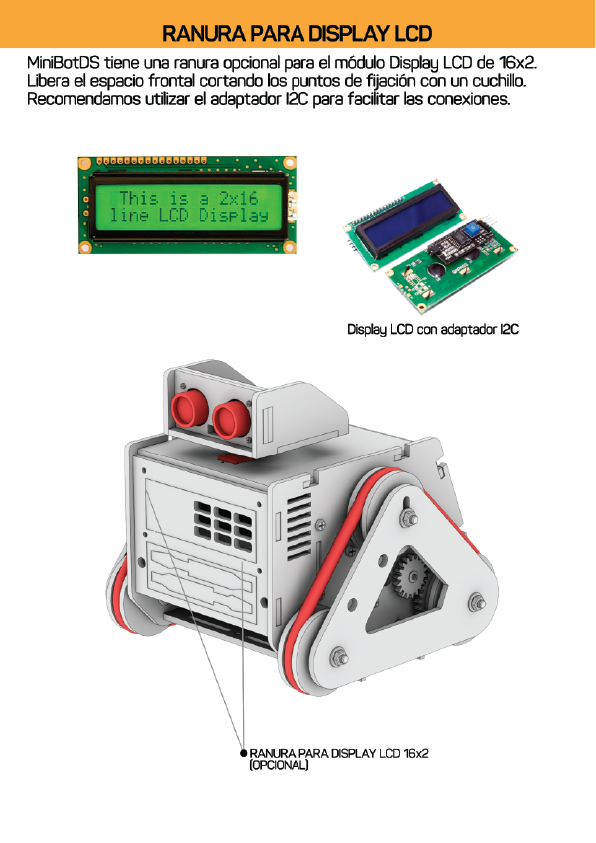 RANURA PARA DISPLAY LCD
MiniBotDS tiene una ranura opcional para el módulo Display LCD de 16x2.
Libera el espacio frontal cortando los puntos de fijación con un cuchillo.
Recomendamos utilizar el adaptador I2C para facilitar las conexiones.
This is a 2x16
line LCD Display
Display LCD con adaptador I2C
RANURA PARA DISPLAY LCD 16x2
(OPCIONAL)